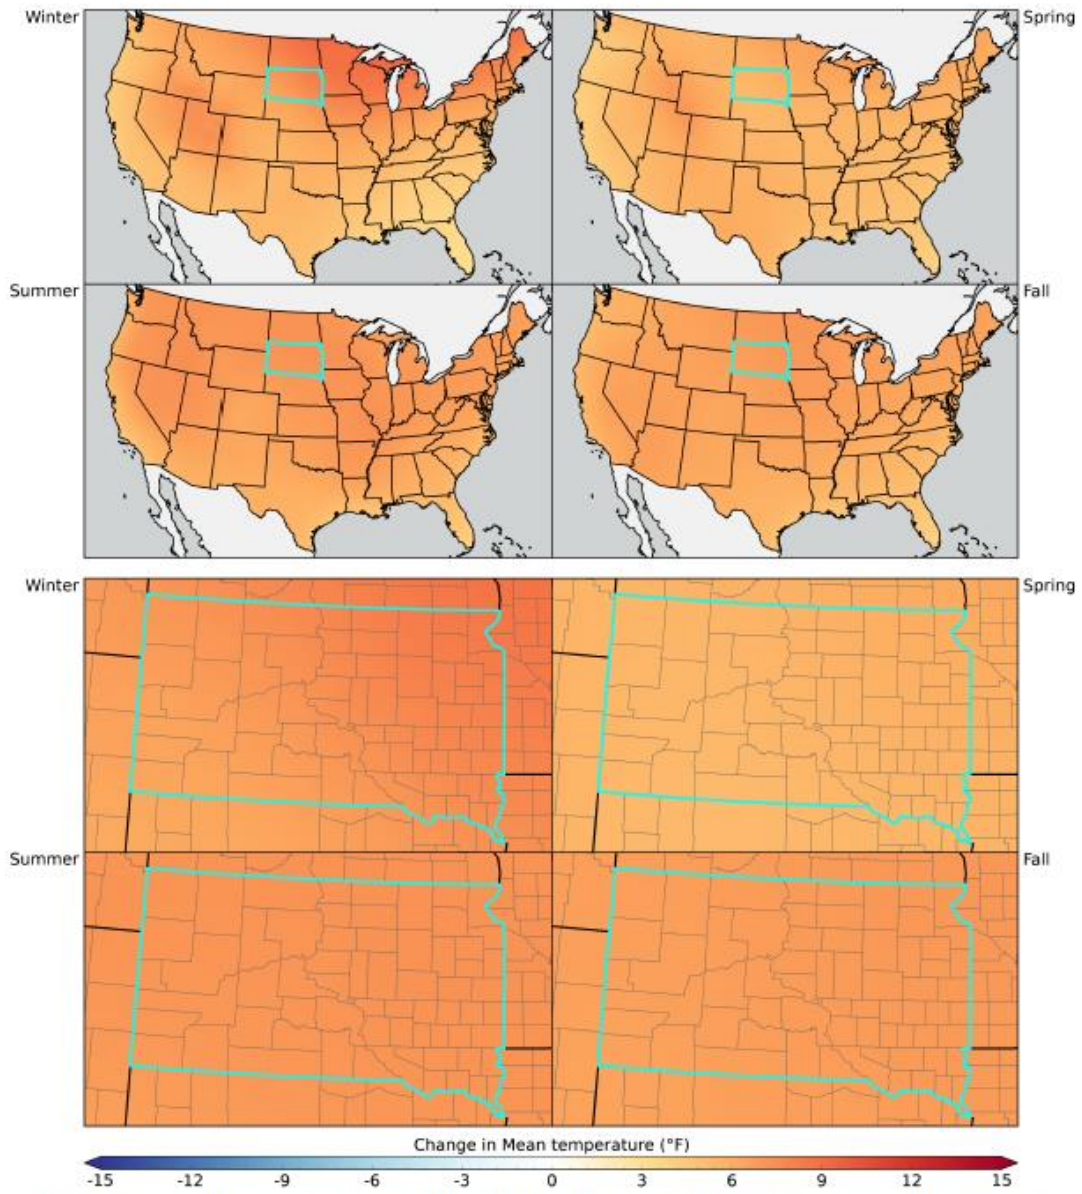 Winter
Spring
Summer
Fall
Winter
Spring
Summer
Fall
Change in Mean temperature (°F)
-15 -12 -9 -6 -3 0 3 6 9 12 15